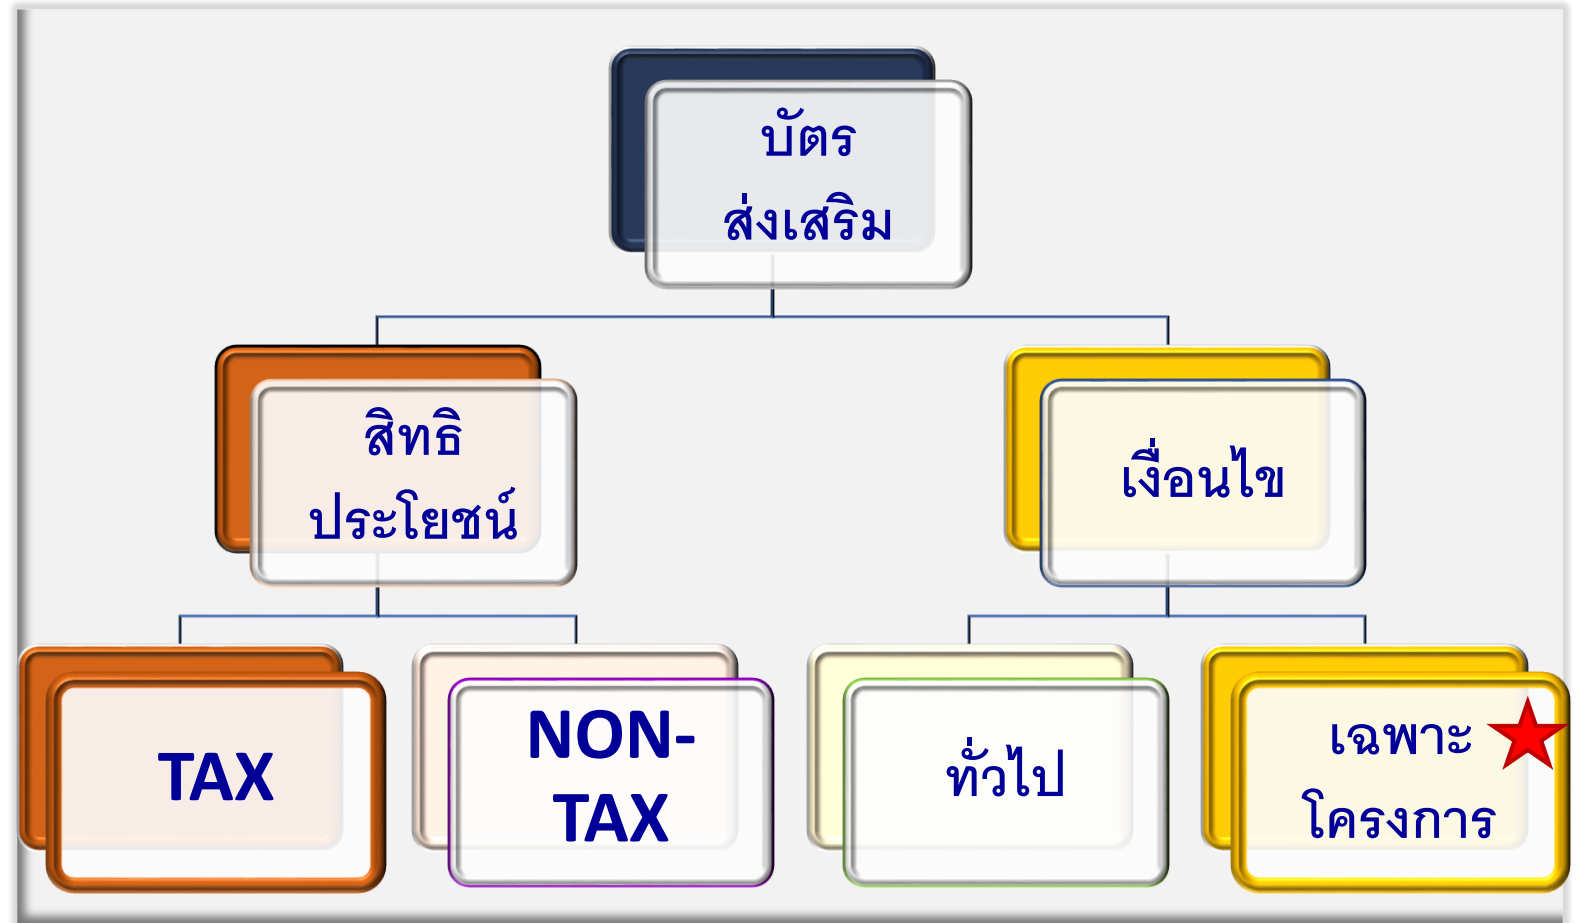 บัตร
ส่งเสริม
สิทธิ
ประโยชน์
เงื่อนไข
TAX
NON-
TAX
ทั่วไป
เฉพาะ
โครงการ